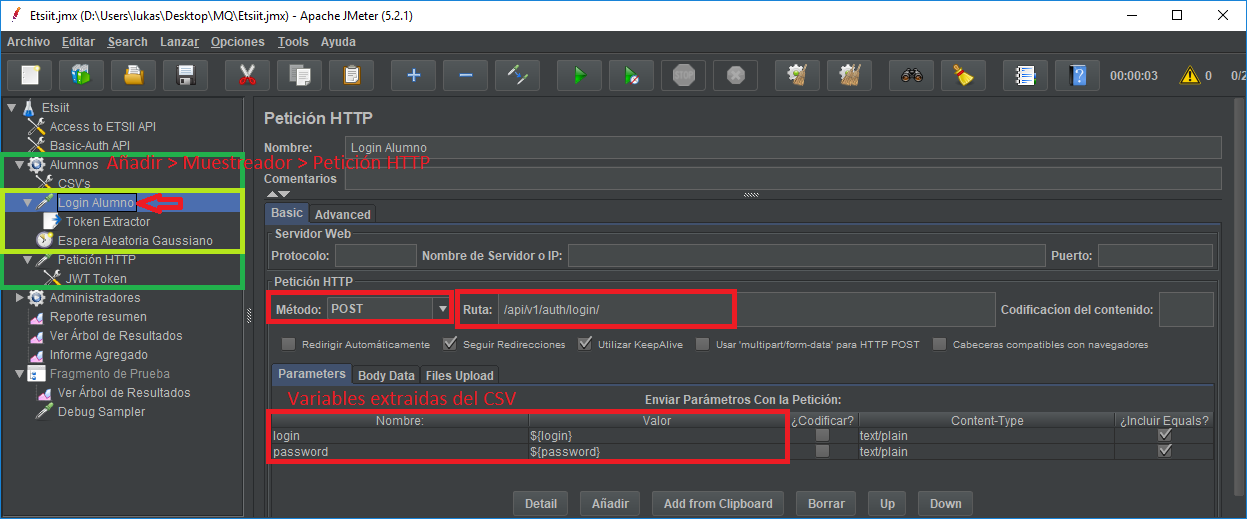 Etsiit.jmx (D:\Users\lukas\Desktop\MQ\Etsiit.jmx) - Apache JMeter (5.2.1)
Archivo Editar Search Lanzar Opciones Tools Ayuda
STOP 00:00:03 0 0/2
Etsiit
Access to ETSII API
Basic-Auth API
Alumnos
Añadir > Muestreador > Petición HTTP
CSV's
Login Alumno
Token Extractor
Espera Aleatoria Gaussiano
Petición HTTP
JWT Token
Administradores
Reporte resumen
Ver Árbol de Resultados
Informe Agregado
Fragmento de Prueba
Ver Árbol de Resultados
Debug Sampler
Petición HTTP
Nombre: Login Alumno
Comentarios
Basic Advanced
Servidor Web
Protocolo: Nombre de Servidor o IP: Puerto:
Petición HTTP
Método: POST Ruta: /api/v1/auth/login/ Codificacíon del contenido:
Redirigir Automáticamente Seguir Redirecciones Utilizar KeepAlive Usar 'multipart/form-data' para HTTP POST Cabeceras compatibles con navegadores
Parameters Body Data Files Upload
Variables extraidas del CSV
Enviar Parámetros Con la Petición:
Nombre: Valor ¿Codificar? Content-Type ¿Incluir Equals?
login ${login} text/plain
password ${password} text/plain
Detail Añadir Add from Clipboard Borrar Up Down